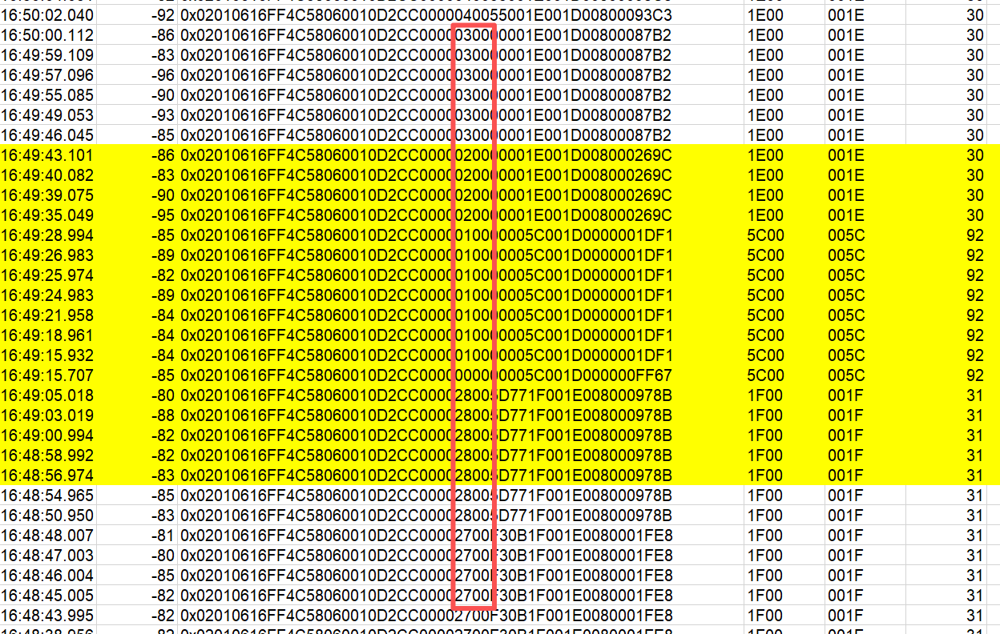 16:50:02.040 -92 0x02010616FF4C58060010D2CC0000040055001E001D00800093C3 1E00 001E 30
16:50:00.112 -86 0x02010616FF4C58060010D2CC0000030000001E001D00800087B2 1E00 001E 30
16:49:59.109 -83 0x02010616FF4C58060010D2CC0000030000001E001D00800087B2 1E00 001E 30
16:49:57.096 -96 0x02010616FF4C58060010D2CC0000030000001E001D00800087B2 1E00 001E 30
16:49:55.085 -90 0x02010616FF4C58060010D2CC0000030000001E001D00800087B2 1E00 001E 30
16:49:49.053 -93 0x02010616FF4C58060010D2CC0000030000001E001D00800087B2 1E00 001E 30
16:49:46.045 -85 0x02010616FF4C58060010D2CC0000030000001E001D00800087B2 1E00 001E 30
16:49:43.101 -86 0x02010616FF4C58060010D2CC0000020000001E001D008000269C 1E00 001E 30
16:49:40.082 -83 0x02010616FF4C58060010D2CC0000020000001E001D008000269C 1E00 001E 30
16:49:39.075 -90 0x02010616FF4C58060010D2CC0000020000001E001D008000269C 1E00 001E 30
16:49:35.049 -95 0x02010616FF4C58060010D2CC0000020000001E001D008000269C 1E00 001E 30
16:49:28.994 -85 0x02010616FF4C58060010D2CC0000010000005C001D0000001DF1 5C00 005C 92
16:49:26.983 -89 0x02010616FF4C58060010D2CC0000010000005C001D0000001DF1 5C00 005C 92
16:49:25.974 -82 0x02010616FF4C58060010D2CC0000010000005C001D0000001DF1 5C00 005C 92
16:49:24.983 -89 0x02010616FF4C58060010D2CC0000010000005C001D0000001DF1 5C00 005C 92
16:49:21.958 -84 0x02010616FF4C58060010D2CC0000010000005C001D0000001DF1 5C00 005C 92
16:49:18.961 -84 0x02010616FF4C58060010D2CC0000010000005C001D0000001DF1 5C00 005C 92
16:49:15.932 -84 0x02010616FF4C58060010D2CC0000010000005C001D0000001DF1 5C00 005C 92
16:49:15.707 -85 0x02010616FF4C58060010D2CC0000000000005C001D000000FF67 5C00 005C 92
16:49:05.018 -80 0x02010616FF4C58060010D2CC000028005D771F001E008000978B 1F00 001F 31
16:49:03.019 -88 0x02010616FF4C58060010D2CC000028005D771F001E008000978B 1F00 001F 31
16:49:00.994 -82 0x02010616FF4C58060010D2CC000028005D771F001E008000978B 1F00 001F 31
16:48:58.992 -82 0x02010616FF4C58060010D2CC000028005D771F001E008000978B 1F00 001F 31
16:48:56.974 -83 0x02010616FF4C58060010D2CC000028005D771F001E008000978B 1F00 001F 31
16:48:54.965 -85 0x02010616FF4C58060010D2CC000028005D771F001E008000978B 1F00 001F 31
16:48:50.950 -83 0x02010616FF4C58060010D2CC000028005D771F001E008000978B 1F00 001F 31
16:48:48.007 -81 0x02010616FF4C58060010D2CC00002700F30B1F001E0080001FE8 1F00 001F 31
16:48:47.003 -80 0x02010616FF4C58060010D2CC00002700F30B1F001E0080001FE8 1F00 001F 31
16:48:46.004 -85 0x02010616FF4C58060010D2CC00002700F30B1F001E0080001FE8 1F00 001F 31
16:48:45.005 -82 0x02010616FF4C58060010D2CC00002700F30B1F001E0080001FE8 1F00 001F 31
16:48:43.995 -82 0x02010616FF4C58060010D2CC00002700F30B1F001E0080001FE8 1F00 001F 31